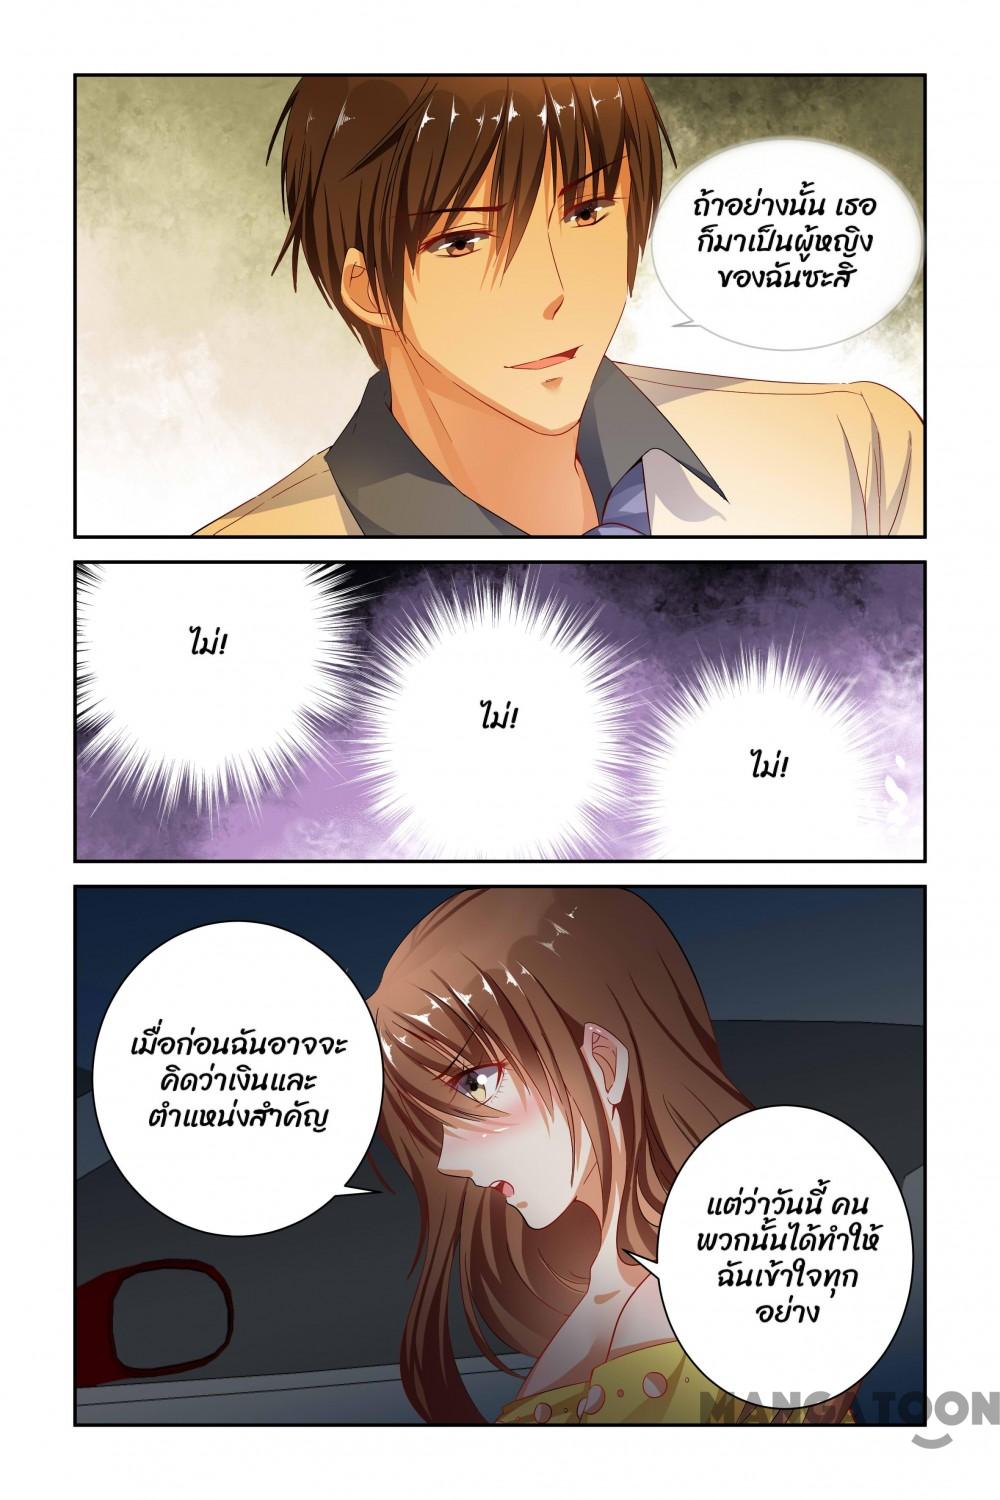 ถ้าอย่างนั้น เธอ
ก็มาเป็นผู้หญิง
ของฉันซะสิ
ไม่!
ไม่!
ไม่!
เมื่อก่อนฉันอาจจะ
คิดว่าเงินและ
ตำแหน่งสำคัญ
แต่ว่าวันนี้ คน
พวกนั้นได้ทำให้
ฉันเข้าใจทุก
อย่าง
MANGATOON